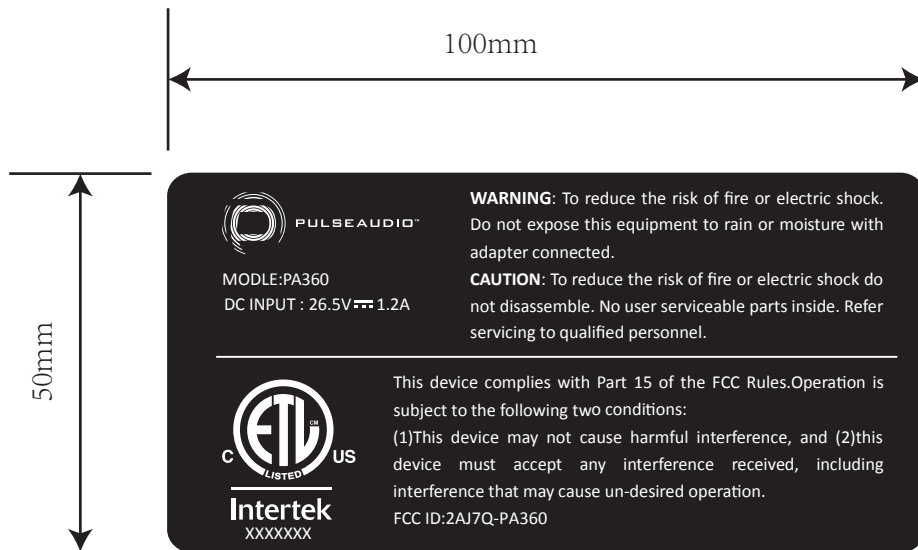 100mm
50mm
PULSEAUDIO™
MODLE:PA360
DC INPUT : 26.5V⎓1.2A
WARNING: To reduce the risk of fire or electric shock.
Do not expose this equipment to rain or moisture with
adapter connected.
CAUTION: To reduce the risk of fire or electric shock do
not disassemble. No user serviceable parts inside. Refer
servicing to qualified personnel.
ETL
CM
C
US
LISTED
Intertek
XXXXXXX
This device complies with Part 15 of the FCC Rules.Operation is
subject to the following two conditions:
(1)This device may not cause harmful interference, and (2)this
device must accept any interference received, including
interference that may cause un-desired operation.
FCC ID:2AJ7Q-PA360